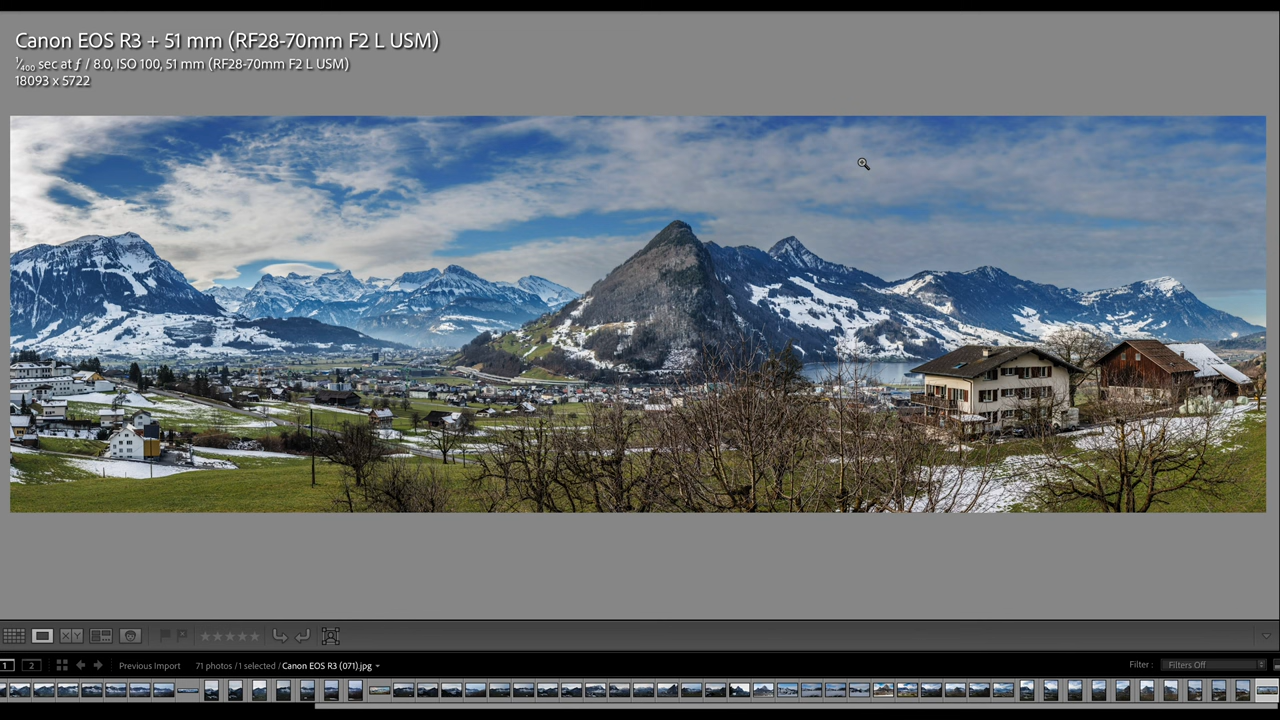 Canon EOS R3 + 51 mm (RF28-70mm F2 L USM)
1/400 sec at ƒ / 8.0, ISO 100, 51 mm (RF28-70mm F2 L USM)
18093 x 5722
XY
1 2 Previous Import 71 photos / 1 selected / Canon EOS R3 (071).jpg Filter : Filters Off